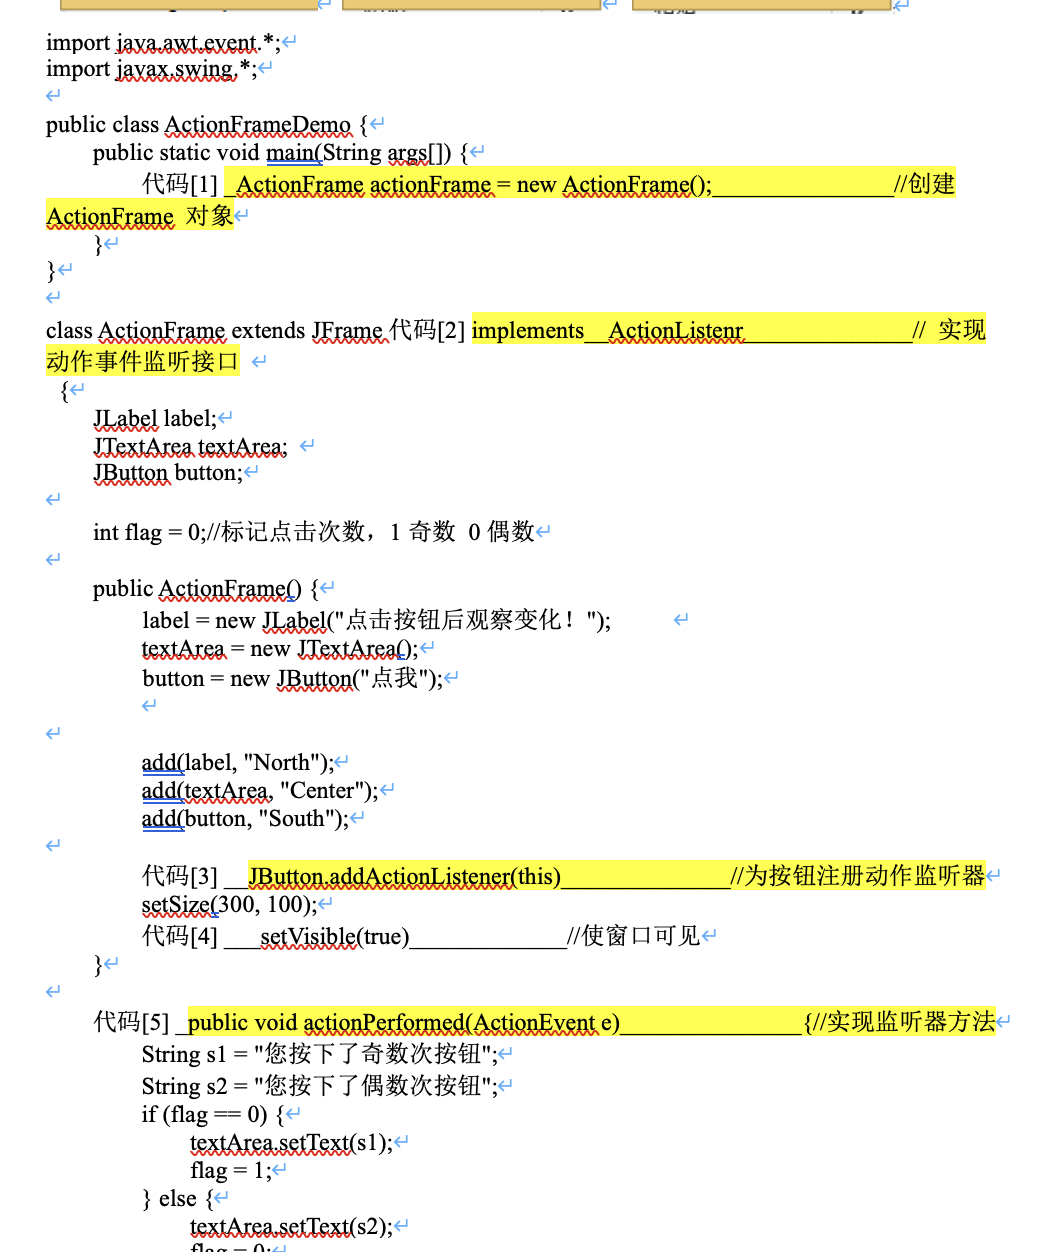 import java.awt.event.*;
import javax.swing.*;
public class ActionFrameDemo {
public static void main(String args[]) {
代码[1] _ActionFrame actionFrame = new ActionFrame();_______________//创建
ActionFrame 对象
}
}
class ActionFrame extends JFrame 代码[2] implements__ActionListenr______________// 实现
动作事件监听接口
{
JLabel label;
JTextArea textArea;
JButton button;
int flag = 0;//标记点击次数，1 奇数 0 偶数
public ActionFrame() {
label = new JLabel("点击按钮后观察变化！");
textArea = new JTextArea();
button = new JButton("点我");
add(label, "North");
add(textArea, "Center");
add(button, "South");
代码[3] __JButton.addActionListener(this)______________//为按钮注册动作监听器
setSize(300, 100);
代码[4] ___setVisible(true)_____________//使窗口可见
}
代码[5] _public void actionPerformed(ActionEvent e)_______________{//实现监听器方法
String s1 = "您按下了奇数次按钮";
String s2 = "您按下了偶数次按钮";
if (flag == 0) {
textArea.setText(s1);
flag = 1;
} else {
textArea.setText(s2);
flag = 0;